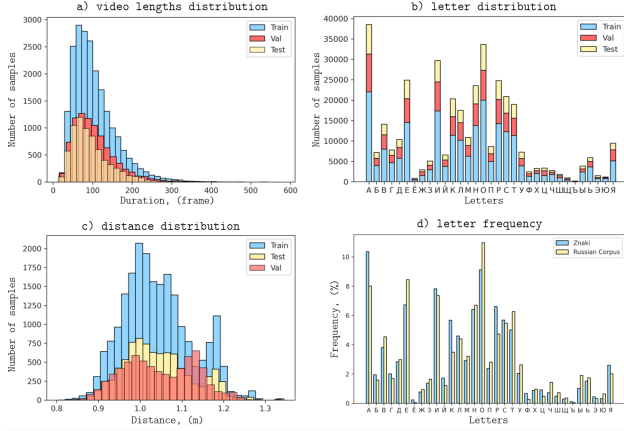 a) video lengths distribution
3000
2500
2000
1500
1000
500
0
Number of samples
0 100 200 300 400 500 600
Duration, (frame)
Train
Val
Test
b) letter distribution
40000
35000
30000
25000
20000
15000
10000
5000
0
Number of samples
А Б В Г Д Е Ё Ж З И Й К Л М Н О П Р С Т У Ф Х Ц Ч Ш Щ Ъ Ы Ь Э Ю Я
Letters
Train
Val
Test
c) distance distribution
2000
1750
1500
1250
1000
750
500
250
0
Number of samples
0.8 0.9 1.0 1.1 1.2 1.3
Distance, (m)
Train
Test
Val
d) letter frequency
10
8
6
4
2
0
Frequency, (%)
А Б В Г Д Е Ё Ж З И Й К Л М Н О П Р С Т У Ф Х Ц Ч Ш Щ Ъ Ы Ь Э Ю Я
Letters
Znaki
Russian Corpus